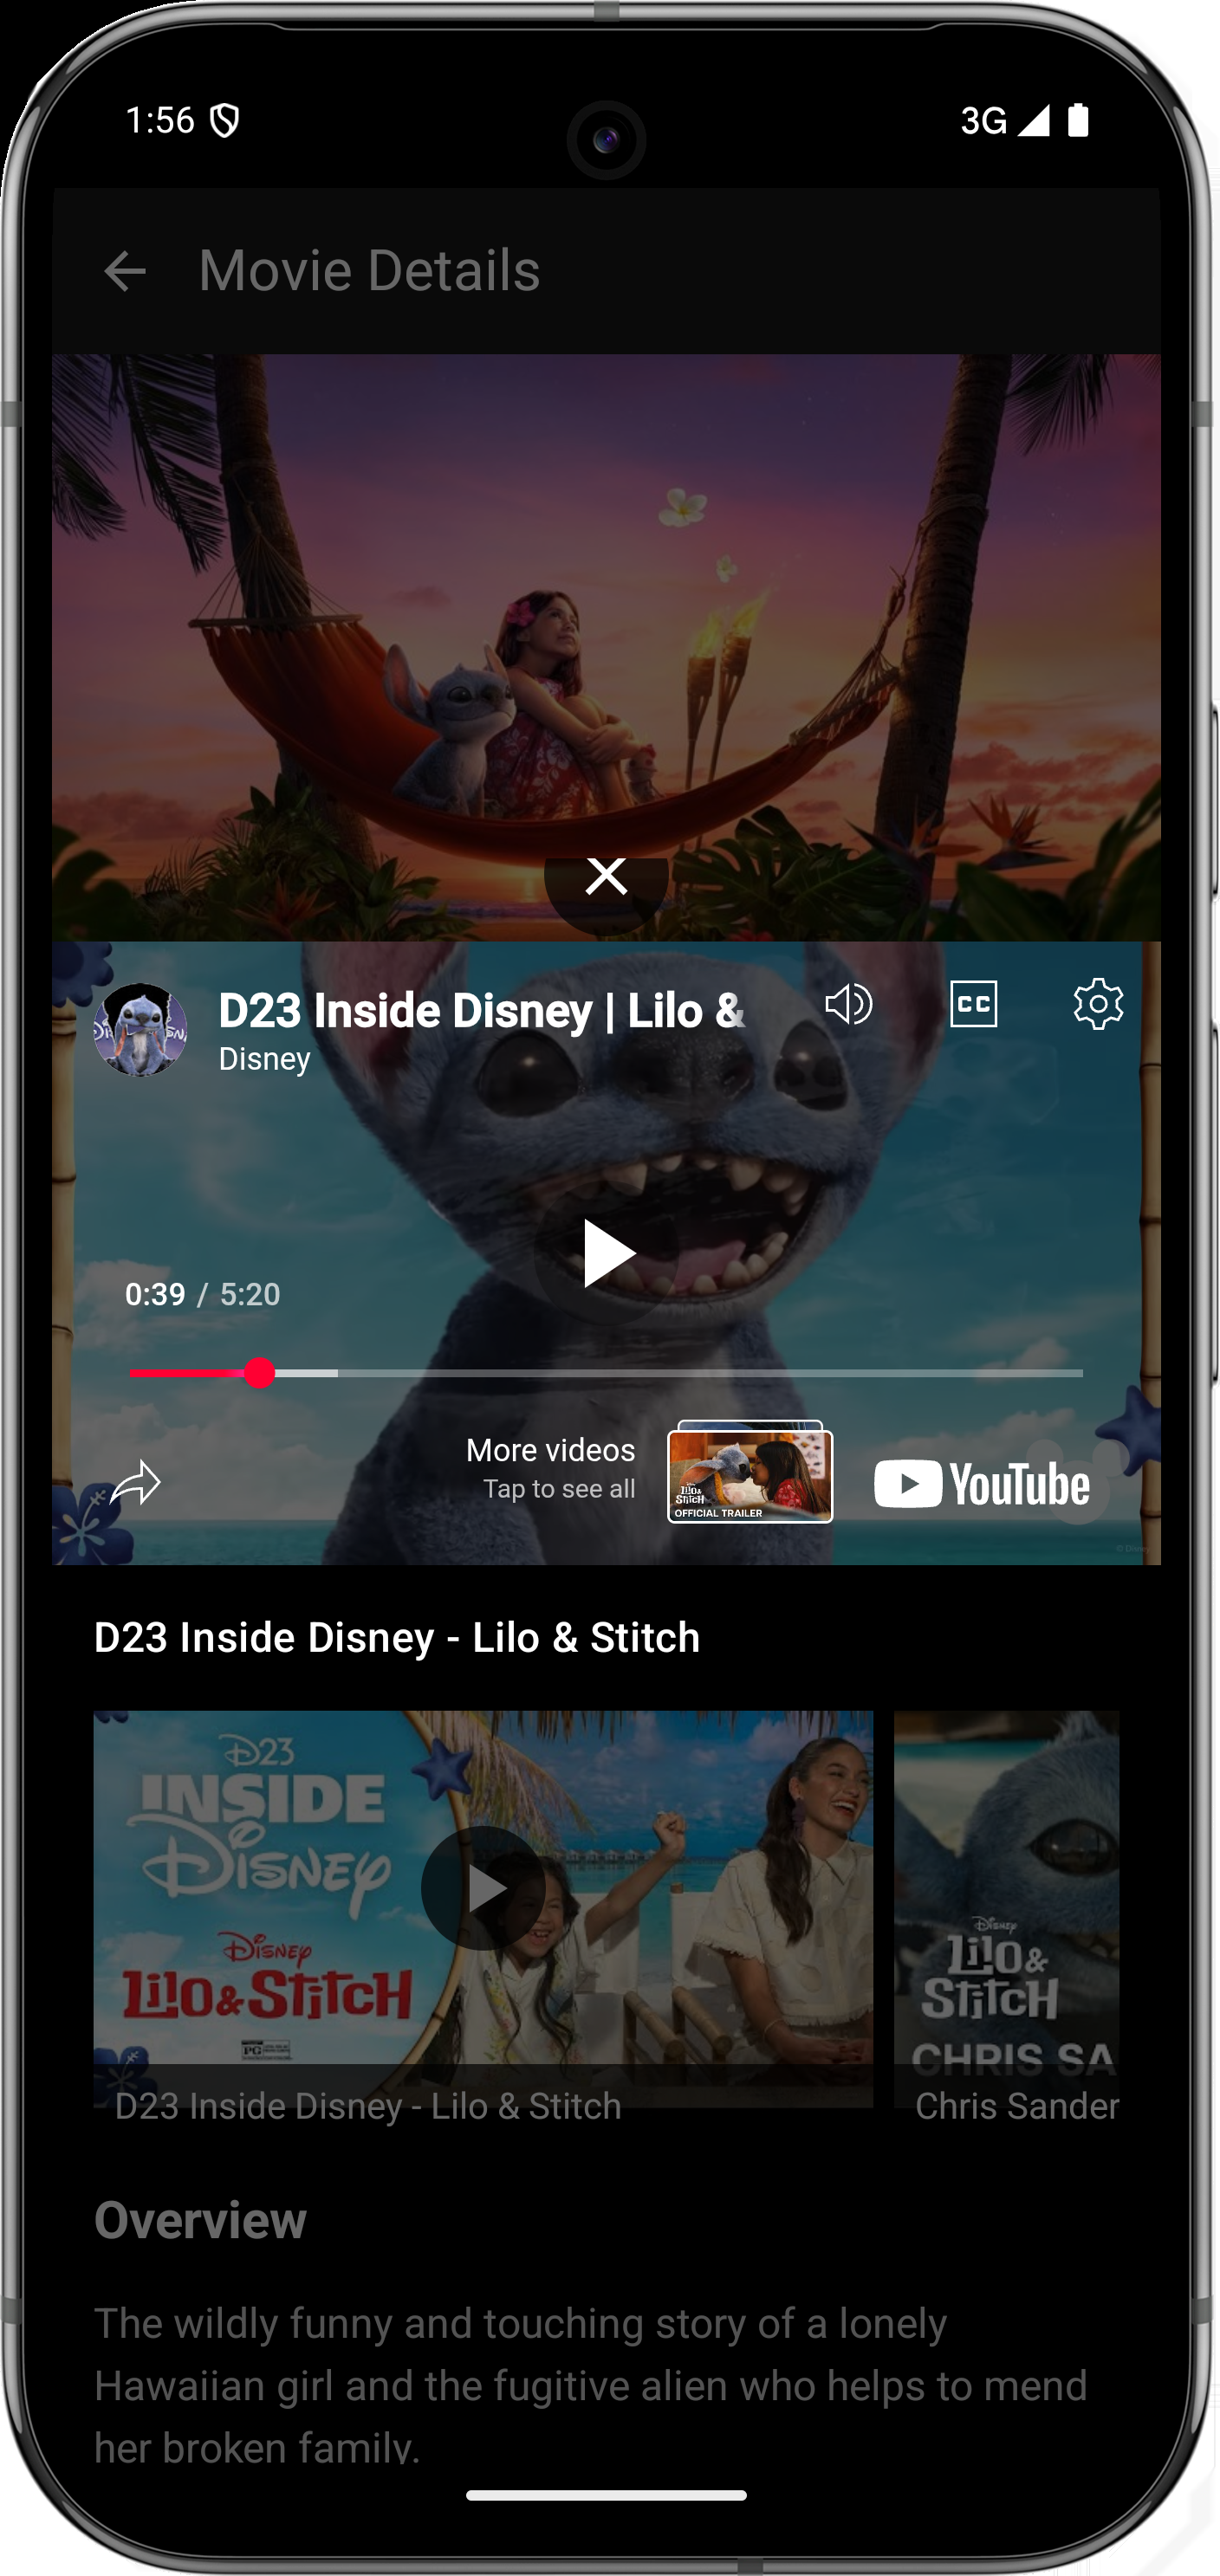 1:56
3G
Movie Details
D23 Inside Disney | Lilo &
Disney
CC
0:39 / 5:20
More videos
Tap to see all
LILO & STITCH
OFFICIAL TRAILER
YouTube
© Disney
D23 Inside Disney - Lilo & Stitch
D23
INSIDE
DISNEY
DISNEY
LILO & STITCH
PG
D23 Inside Disney - Lilo & Stitch
DISNEY
LILO &
STITCH
CHRIS SA
Chris Sander
Overview
The wildly funny and touching story of a lonely
Hawaiian girl and the fugitive alien who helps to mend
her broken family.